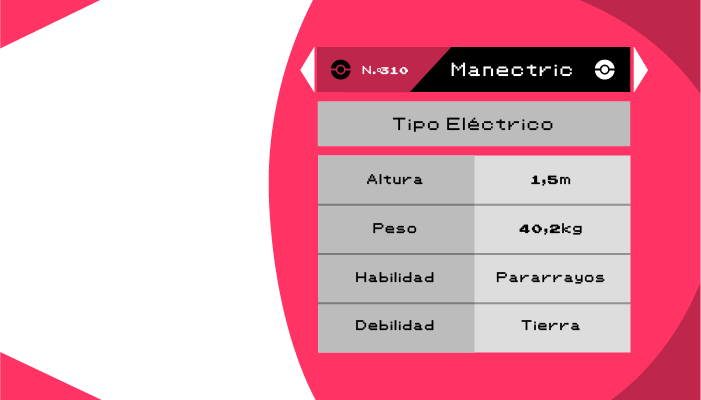 N.º310 Manectric
Tipo Eléctrico
Altura 1,5m
Peso 40,2kg
Habilidad Pararrayos
Debilidad Tierra